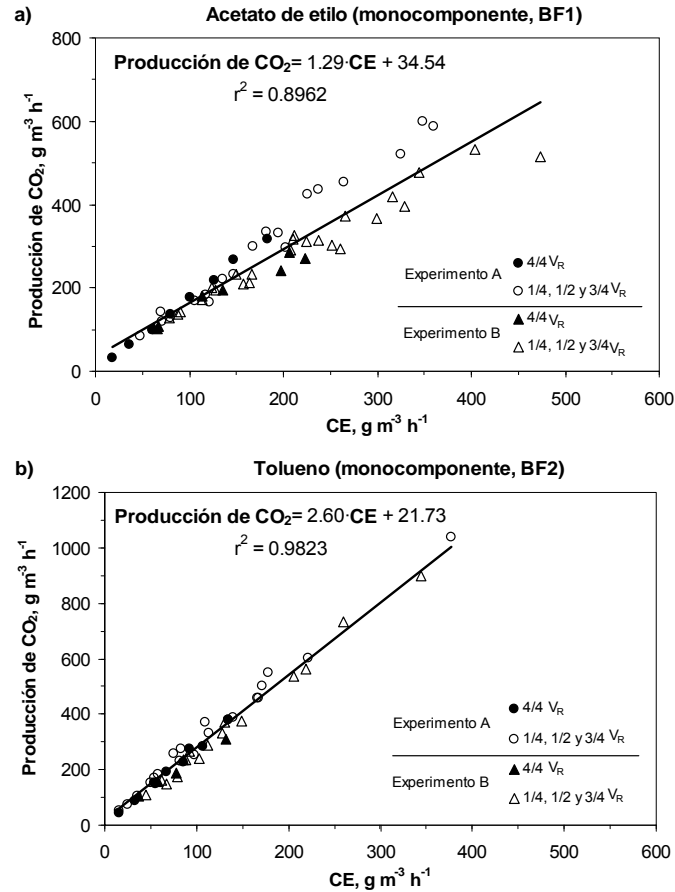 a)
Acetato de etilo (monocomponente, BF1)
800
600
400
200
0
Producción de CO₂, g m⁻³ h⁻¹
Producción de CO₂= 1.29·CE + 34.54
r² = 0.8962
Experimento A
4/4 V_R
1/4, 1/2 y 3/4 V_R
Experimento B
4/4 V_R
1/4, 1/2 y 3/4 V_R
0 100 200 300 400 500 600
CE, g m⁻³ h⁻¹
b)
Tolueno (monocomponente, BF2)
1200
1000
800
600
400
200
0
Producción de CO₂, g m⁻³ h⁻¹
Producción de CO₂= 2.60·CE + 21.73
r² = 0.9823
Experimento A
4/4 V_R
1/4, 1/2 y 3/4 V_R
Experimento B
4/4 V_R
1/4, 1/2 y 3/4 V_R
0 100 200 300 400 500 600
CE, g m⁻³ h⁻¹